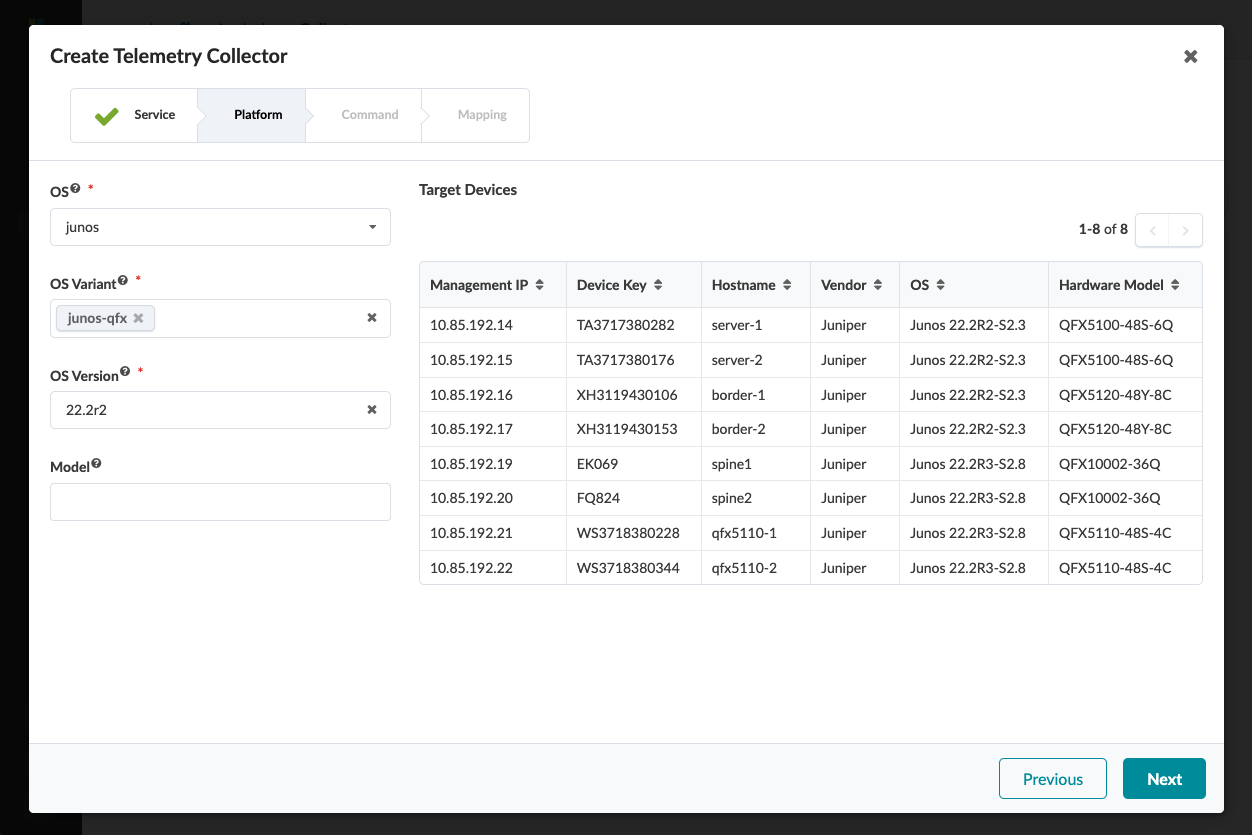 Create Telemetry Collector
Service Platform Command Mapping
OS *
junos
OS Variant *
junos-qfx
OS Version *
22.2r2
Model
Target Devices
1-8 of 8
Management IP Device Key Hostname Vendor OS Hardware Model
10.85.192.14 TA3717380282 server-1 Juniper Junos 22.2R2-S2.3 QFX5100-48S-6Q
10.85.192.15 TA3717380176 server-2 Juniper Junos 22.2R2-S2.3 QFX5100-48S-6Q
10.85.192.16 XH3119430106 border-1 Juniper Junos 22.2R2-S2.3 QFX5120-48Y-8C
10.85.192.17 XH3119430153 border-2 Juniper Junos 22.2R2-S2.3 QFX5120-48Y-8C
10.85.192.19 EK069 spine1 Juniper Junos 22.2R3-S2.8 QFX10002-36Q
10.85.192.20 FQ824 spine2 Juniper Junos 22.2R3-S2.8 QFX10002-36Q
10.85.192.21 WS3718380228 qfx5110-1 Juniper Junos 22.2R3-S2.8 QFX5110-48S-4C
10.85.192.22 WS3718380344 qfx5110-2 Juniper Junos 22.2R3-S2.8 QFX5110-48S-4C
Previous Next